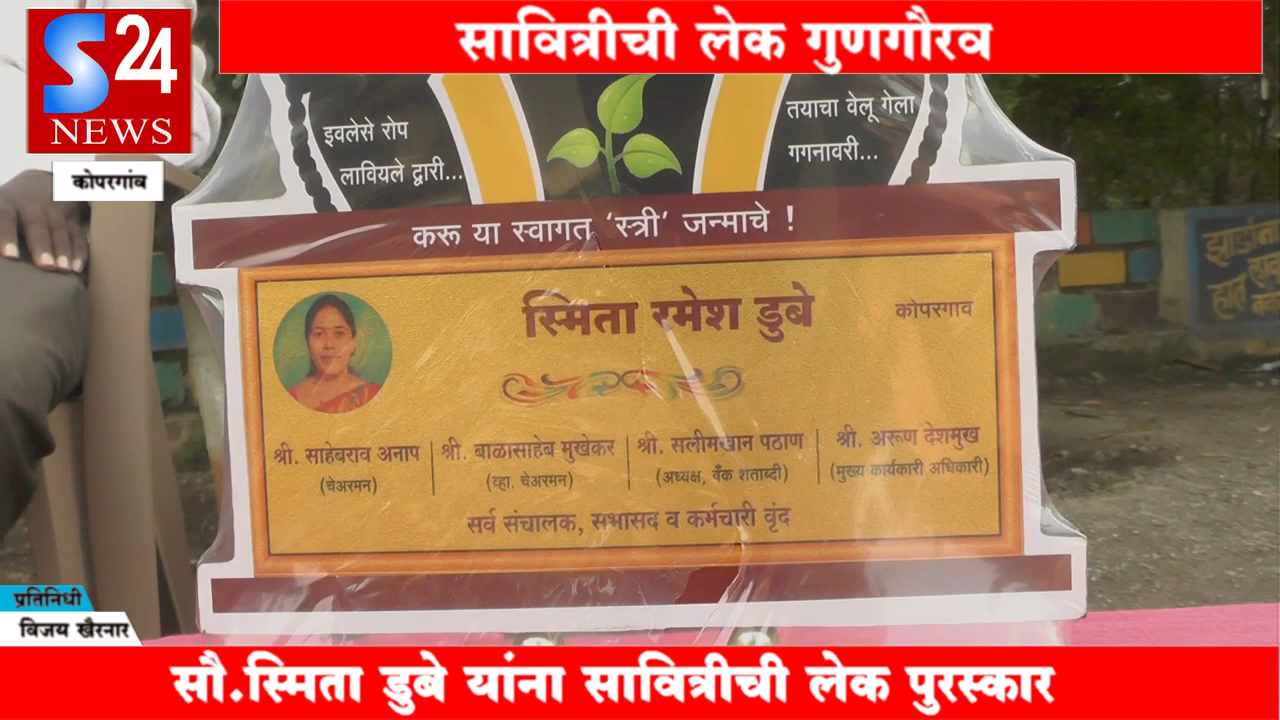 सावित्रीची लेक गुणगौरव
S24
NEWS
कोपरगांव
इवलेसे रोप
लावियले द्वारी...
तयाचा वेलू गेला
गगनावरी...
करू या स्वागत 'स्त्री' जन्माचे !
स्मिता रमेश डुबे
कोपरगाव
श्री. साहेबराव अनाप
(चेअरमन)
श्री. बाळासाहेब मुखेकर
(व्हा. चेअरमन)
श्री. सलीमखान पठाण
(अध्यक्ष, बँक शताब्दी)
श्री. अरूण देशमुख
(मुख्य कार्यकारी अधिकारी)
सर्व संचालक, सभासद व कर्मचारी वृंद
प्रतिनिधी
विजय खैरनार
सौ.स्मिता डुबे यांना सावित्रीची लेक पुरस्कार